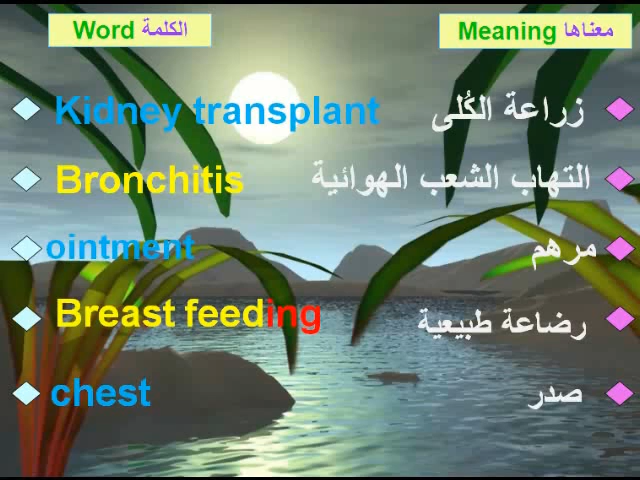 Word الكلمة
Meaning معناها
Kidney transplant زراعة الكُلى
Bronchitis التهاب الشعب الهوائية
ointment مرهم
Breast feeding رضاعة طبيعية
chest صدر